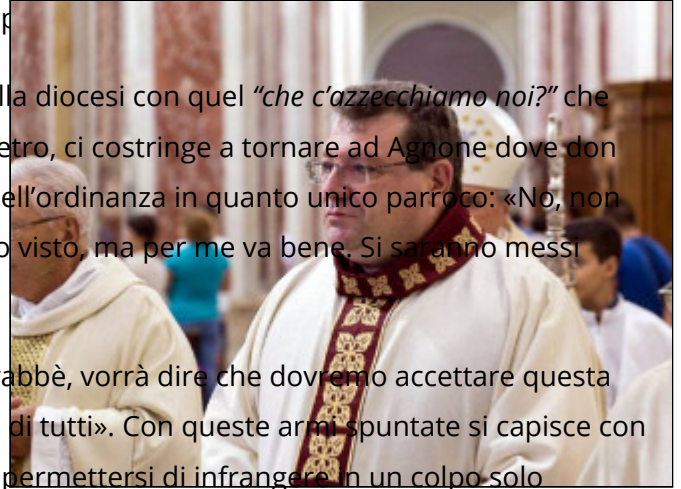 lla diocesi con quel “che c’azzecchiamo noi?” che
etro, ci costringe a tornare ad Agnone dove don
ell’ordinanza in quanto unico parroco: «No, non
o visto, ma per me va bene. Si saranno messi
abbè, vorrà dire che dovremo accettare questa
di tutti». Con queste armi spuntate si capisce con
permettersi di infrangere in un colpo solo